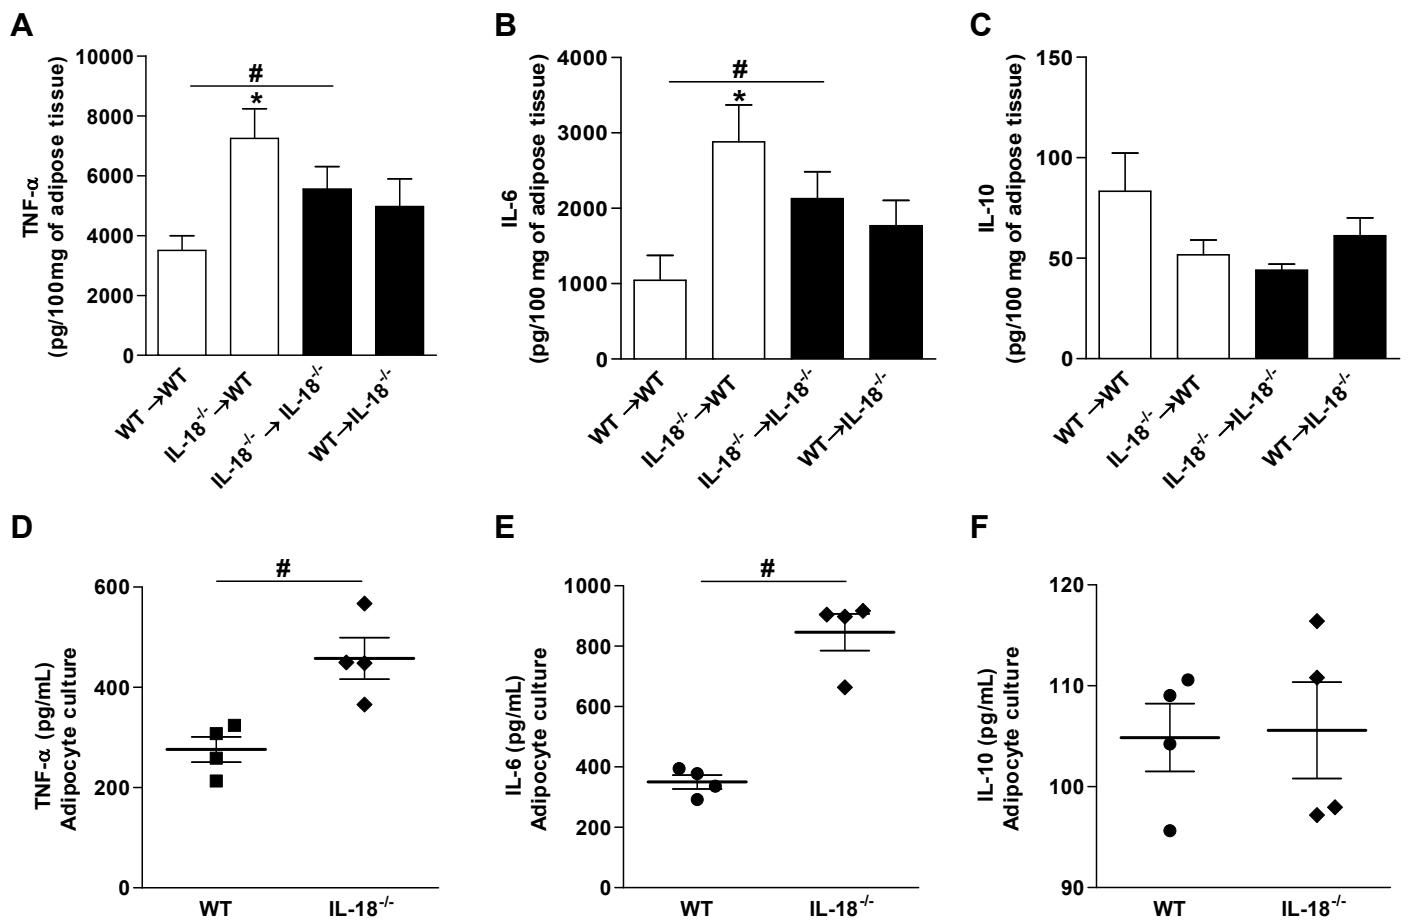 A
TNF-α
(pg/100mg of adipose tissue)
10000
8000
6000
4000
2000
0
#
*
WT →WT
IL-18-/- →WT
IL-18-/- → IL-18-/-
WT→IL-18-/-
B
IL-6
(pg/100 mg of adipose tissue)
4000
3000
2000
1000
0
#
*
WT →WT
IL-18-/- →WT
IL-18-/- →IL-18-/-
WT→IL-18-/-
C
IL-10
(pg/100 mg of adipose tissue)
150
100
50
0
WT →WT
IL-18-/- →WT
IL-18-/- →IL-18-/-
WT→IL-18-/-
D
TNF-α (pg/mL)
Adipocyte culture
600
400
200
0
#
WT
IL-18-/-
E
IL-6 (pg/mL)
Adipocyte culture
1000
800
600
400
200
0
#
WT
IL-18-/-
F
IL-10 (pg/mL)
Adipocyte culture
120
110
100
90
WT
IL-18-/-